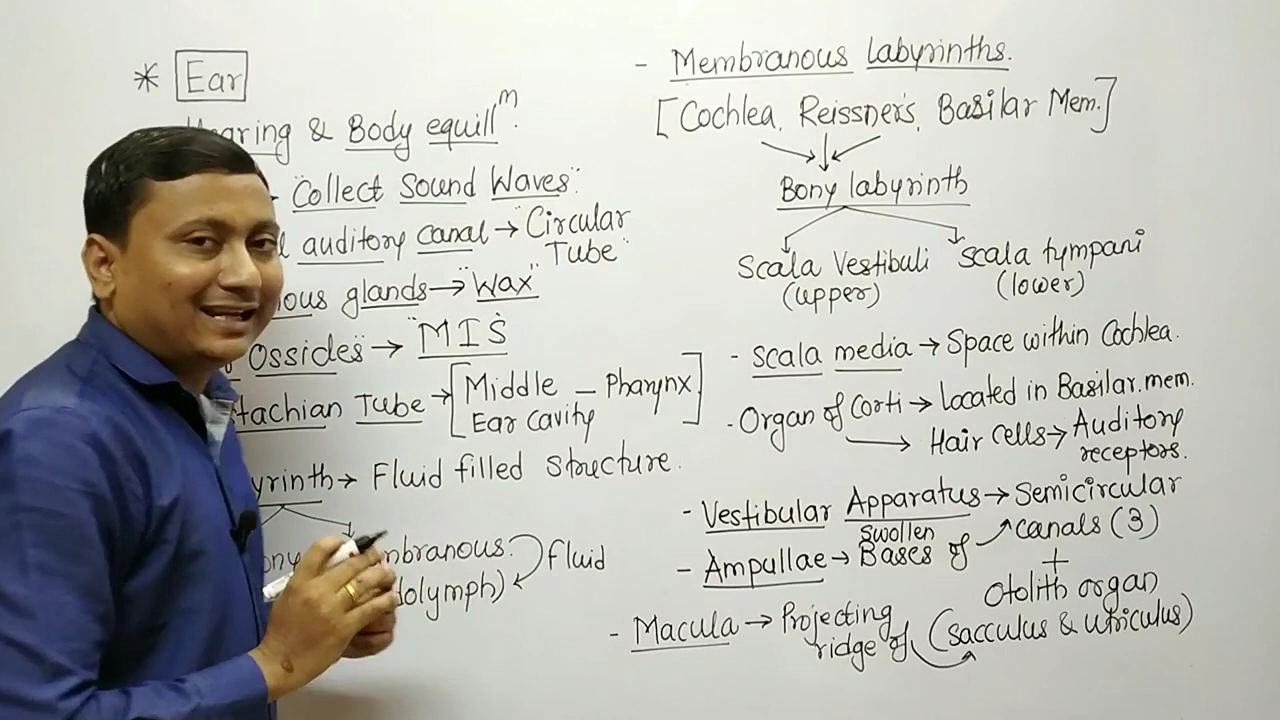 * Ear
Hearing & Body equillᵐ.
- "Collect Sound Waves".
auditory canal → "Circular
Tube"
glands → "Wax"
Ossicles → "MIS"
Tube → [Middle – Pharynx]
Ear cavity
→ Fluid filled structure.
fluid
- Membranous labyrinths.
[Cochlea, Reissner's, Basilar Mem.]
Bony labyrinth
Scala Vestibuli
(upper)
Scala tympani
(lower)
- Scala media → Space within Cochlea.
- Organ of Corti → Located in Basilar. mem.
→ Hair Cells → Auditory
receptors.
- Vestibular Apparatus → Semicircular
canals (3)
- Ampullae → Swollen
Bases of
+
Otolith organ
(sacculus & utriculus)
- Macula → Projecting
ridge of